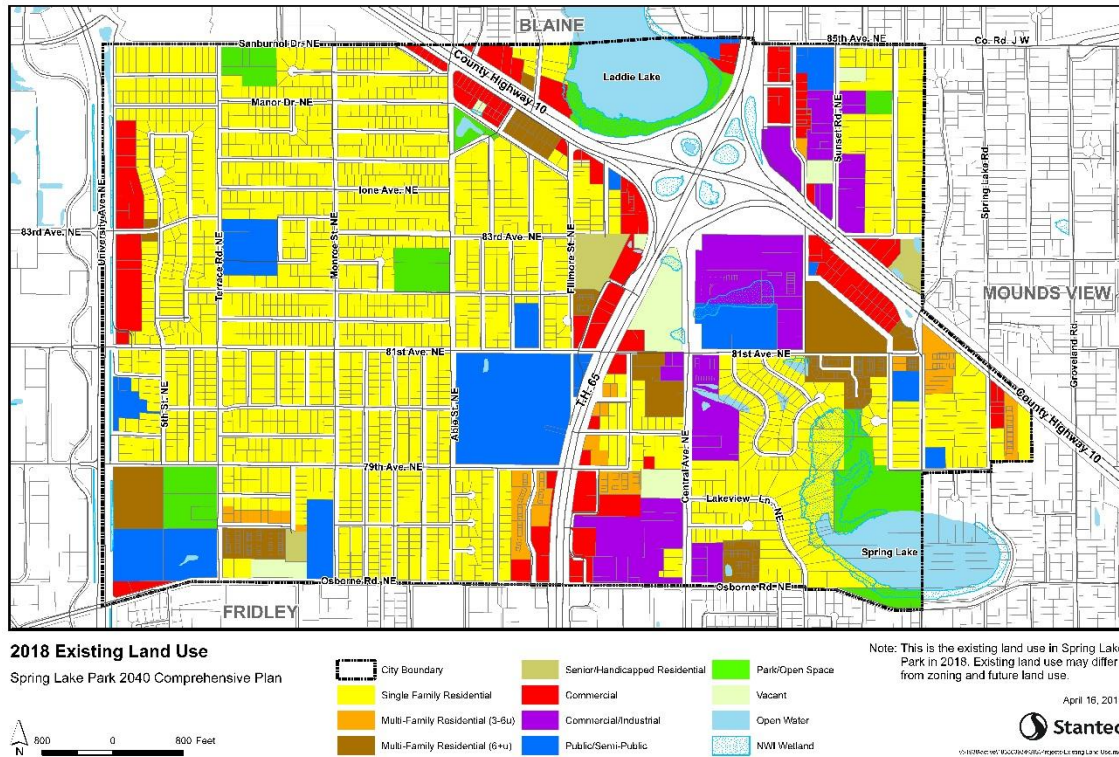 BLAINE
Sanburnol Dr. NE
85th Ave. NE
Co. Rd. J W
County Highway 10
Laddie Lake
Manor Dr. NE
Sunset Rd. NE
Spring Lake Rd
University Ave. NE
Ione Ave. NE
83rd Ave. NE
Terrace Rd. NE
Monroe St. NE
83rd Ave. NE
Fillmore St. NE
MOUNDS VIEW
Groveland Rd
81st Ave. NE
81st Ave. NE
T.H. 65
County Highway 10
5th St. NE
Able St. NE
79th Ave. NE
Central Ave. NE
Lakeview Ln. NE
Spring Lake
Osborne Rd. NE
Osborne Rd. NE
FRIDLEY
2018 Existing Land Use
Spring Lake Park 2040 Comprehensive Plan
N
800 0 800 Feet
City Boundary
Single Family Residential
Multi-Family Residential (3-6u)
Multi-Family Residential (6+u)
Senior/Handicapped Residential
Commercial
Commercial/Industrial
Public/Semi-Public
Park/Open Space
Vacant
Open Water
NWI Wetland
Note: This is the existing land use in Spring Lake
Park in 2018. Existing land use may differ
from zoning and future land use.
April 16, 201
Stantec